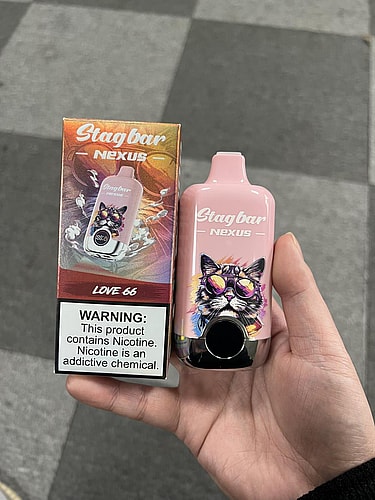 Stagbar
NEXUS
LOVE 66
WARNING:
This product
contains Nicotine.
Nicotine is an
addictive chemical.
Stagbar
NEXUS